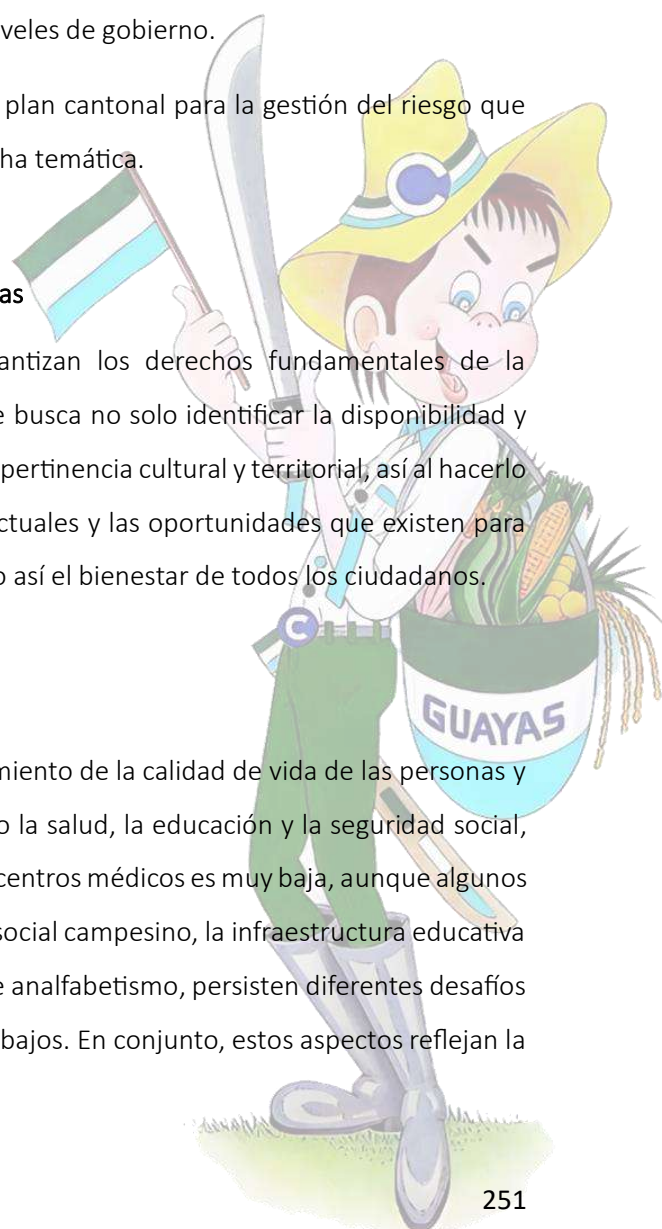 veles de gobierno.
plan cantonal para la gestión del riesgo que
ha temática.
as
antizan los derechos fundamentales de la
e busca no solo identificar la disponibilidad y
pertinencia cultural y territorial, así al hacerlo
ctuales y las oportunidades que existen para
o así el bienestar de todos los ciudadanos.
C
C
GUAYAS
miento de la calidad de vida de las personas y
o la salud, la educación y la seguridad social,
centros médicos es muy baja, aunque algunos
social campesino, la infraestructura educativa
e analfabetismo, persisten diferentes desafíos
bajos. En conjunto, estos aspectos reflejan la
251